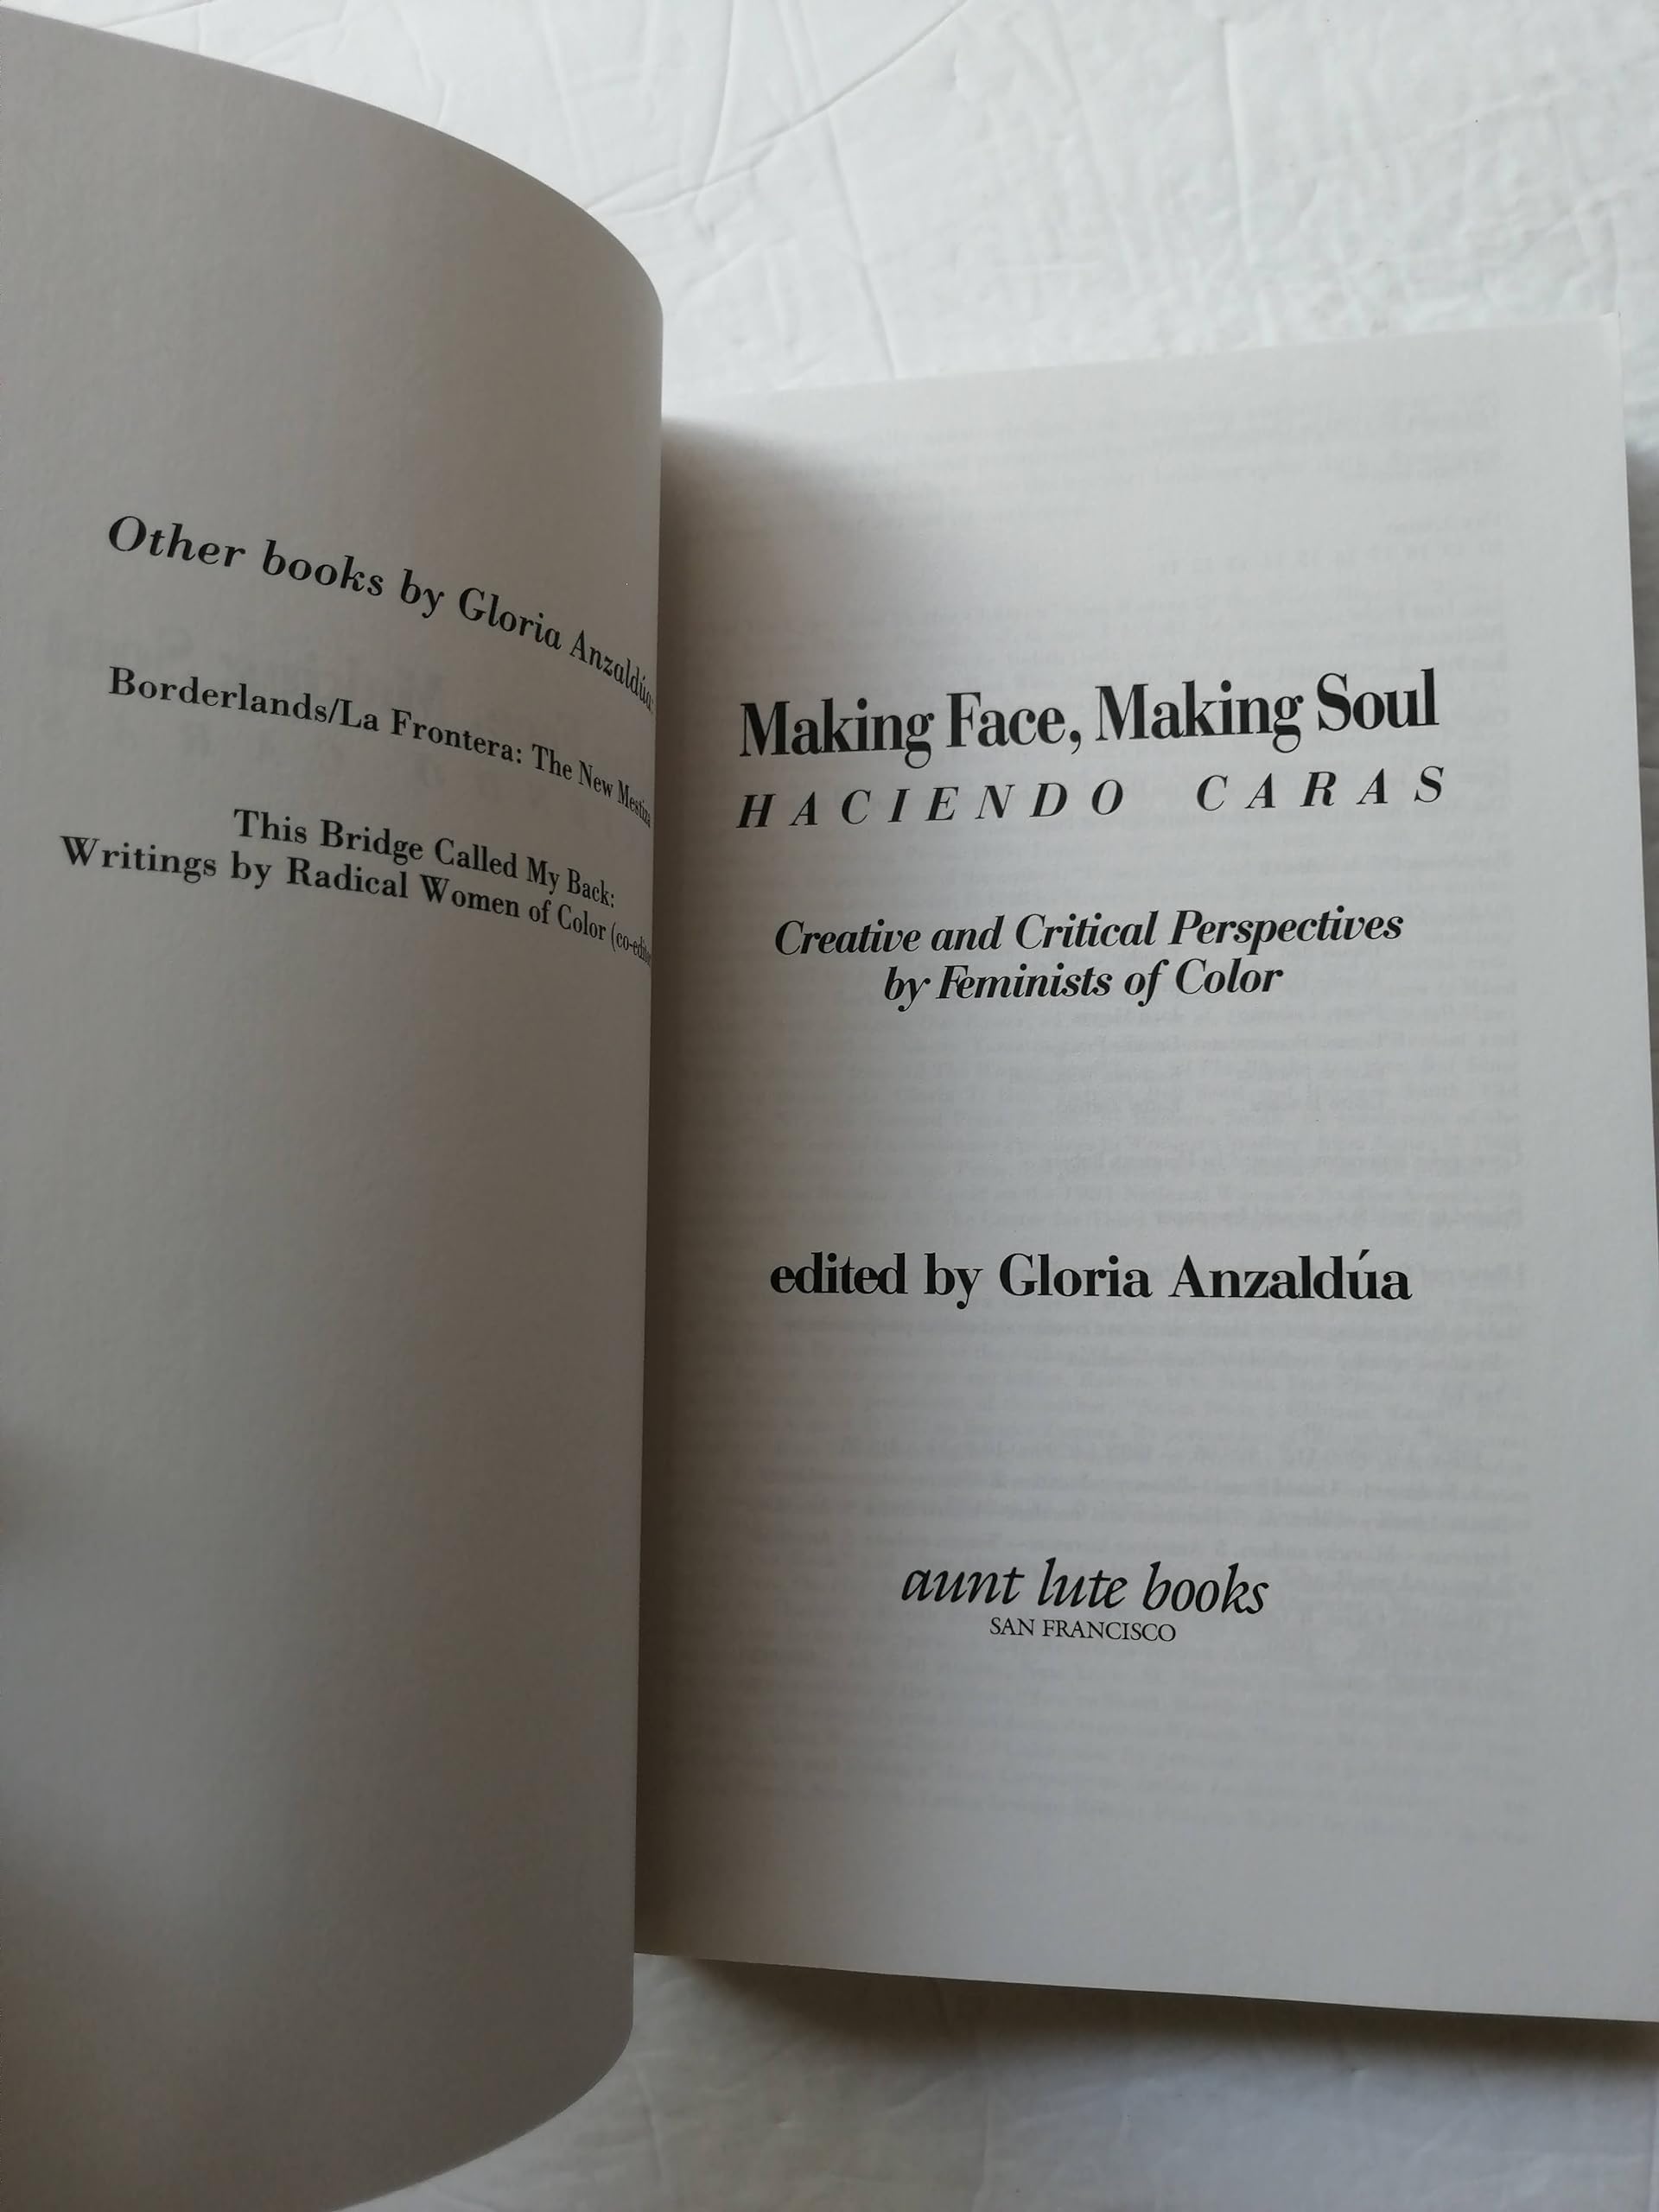 Other books by Gloria Anzaldúa:
Borderlands/La Frontera: The New Mestiza
This Bridge Called My Back:
Writings by Radical Women of Color
Making Face, Making Soul
HACIENDO CARAS
Creative and Critical Perspectives
by Feminists of Color
edited by Gloria Anzaldúa
aunt lute books
SAN FRANCISCO